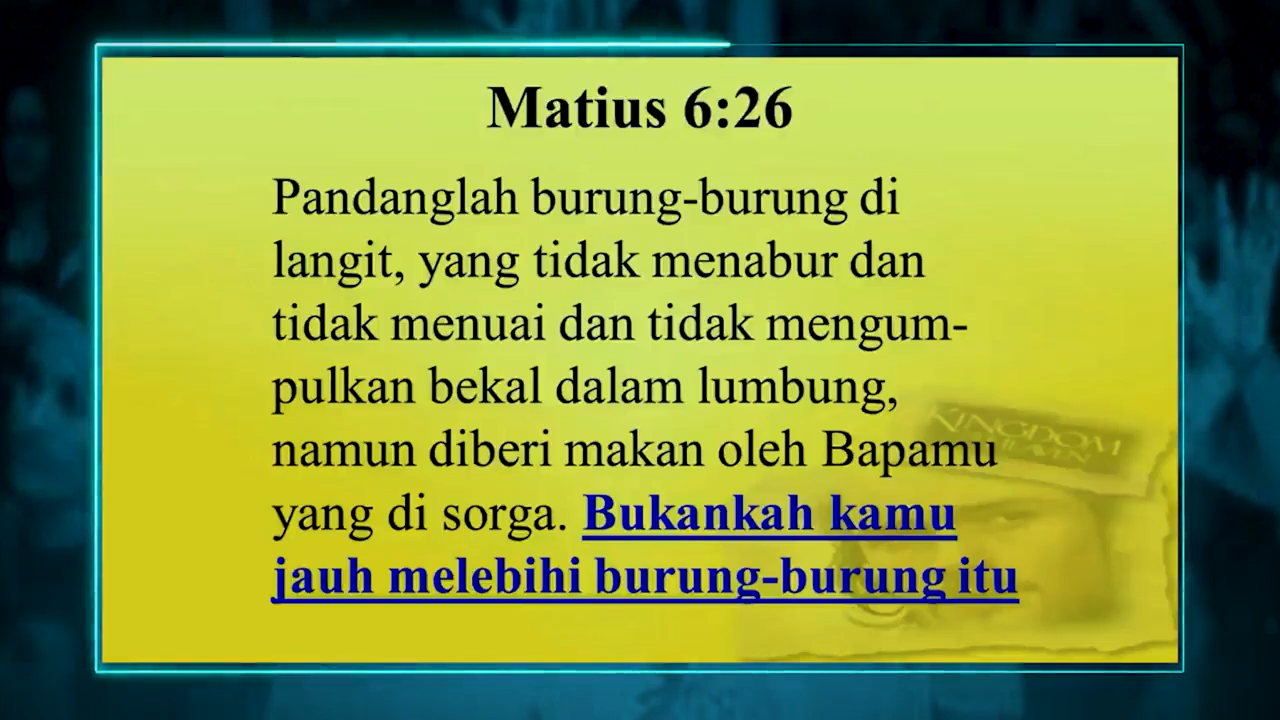 Matius 6:26
Pandanglah burung-burung di
langit, yang tidak menabur dan
tidak menuai dan tidak mengum-
pulkan bekal dalam lumbung,
namun diberi makan oleh Bapamu
yang di sorga. Bukankah kamu
jauh melebihi burung-burung itu
KINGDOM